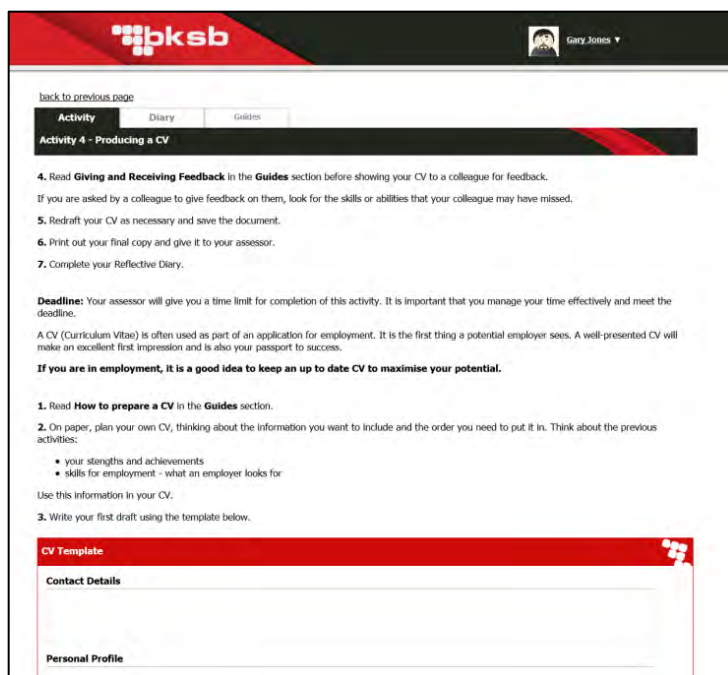 bksb
Gary Jones ▼
back to previous page
Activity Diary Guides
Activity 4 - Producing a CV
4. Read Giving and Receiving Feedback in the Guides section before showing your CV to a colleague for feedback.
If you are asked by a colleague to give feedback on them, look for the skills or abilities that your colleague may have missed.
5. Redraft your CV as necessary and save the document.
6. Print out your final copy and give it to your assessor.
7. Complete your Reflective Diary.
Deadline: Your assessor will give you a time limit for completion of this activity. It is important that you manage your time effectively and meet the
deadline.
A CV (Curriculum Vitae) is often used as part of an application for employment. It is the first thing a potential employer sees. A well-presented CV will
make an excellent first impression and is also your passport to success.
If you are in employment, it is a good idea to keep an up to date CV to maximise your potential.
1. Read How to prepare a CV in the Guides section.
2. On paper, plan your own CV, thinking about the information you want to include and the order you need to put it in. Think about the previous
activities:
• your stengths and achievements
• skills for employment - what an employer looks for
Use this information in your CV.
3. Write your first draft using the template below.
CV Template
Contact Details
Personal Profile